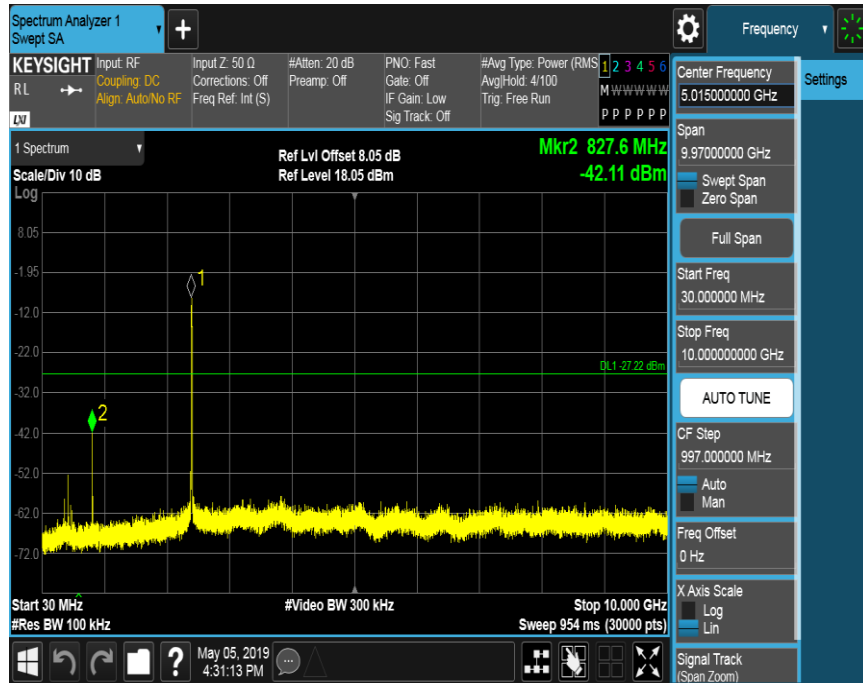 Spectrum Analyzer 1
Swept SA
+
Frequency
KEYSIGHT
RL
LXI
Input: RF
Coupling: DC
Align: Auto/No RF
Input Z: 50 Ω
Corrections: Off
Freq Ref: Int (S)
#Atten: 20 dB
Preamp: Off
PNO: Fast
Gate: Off
IF Gain: Low
Sig Track: Off
#Avg Type: Power (RMS
Avg|Hold: 4/100
Trig: Free Run
1 2 3 4 5 6
M W W W W W
P P P P P P
1 Spectrum
Scale/Div 10 dB
Log
Ref Lvl Offset 8.05 dB
Ref Level 18.05 dBm
Mkr2 827.6 MHz
-42.11 dBm
8.05
-1.95
-12.0
-22.0
-32.0
-42.0
-52.0
-62.0
-72.0
1
2
DL1 -27.22 dBm
Start 30 MHz
#Res BW 100 kHz
#Video BW 300 kHz
Stop 10.000 GHz
Sweep 954 ms (30000 pts)
Center Frequency
5.015000000 GHz
Span
9.97000000 GHz
Swept Span
Zero Span
Full Span
Start Freq
30.000000 MHz
Stop Freq
10.000000000 GHz
AUTO TUNE
CF Step
997.000000 MHz
Auto
Man
Freq Offset
0 Hz
X Axis Scale
Log
Lin
Signal Track
(Span Zoom)
Settings
?
May 05, 2019
4:31:13 PM